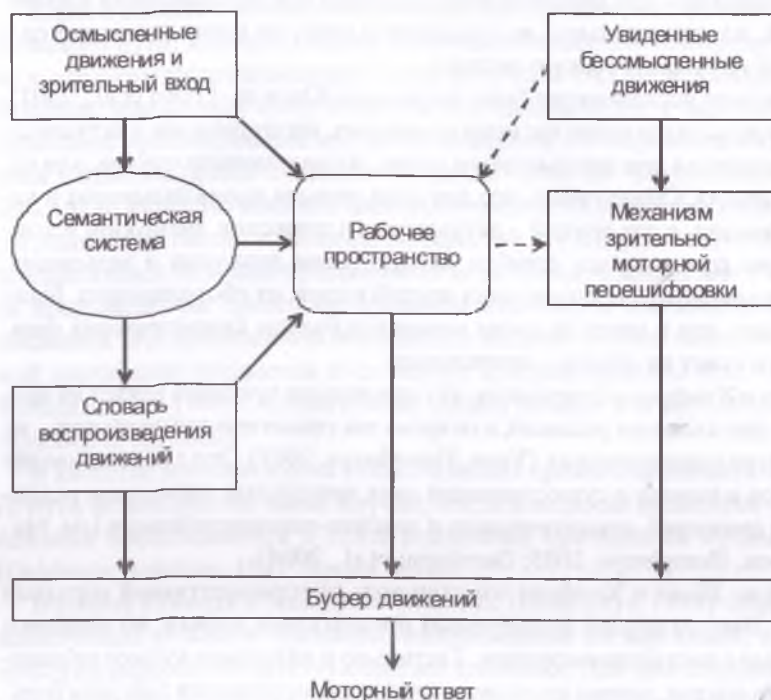 Осмысленные
движения и
зрительный вход
Увиденные
бессмысленные
движения
Семантическая
система
Рабочее
пространство
Механизм
зрительно-
моторной
перешифровки
Словарь
воспроизведения
движений
Буфер движений
Моторный ответ